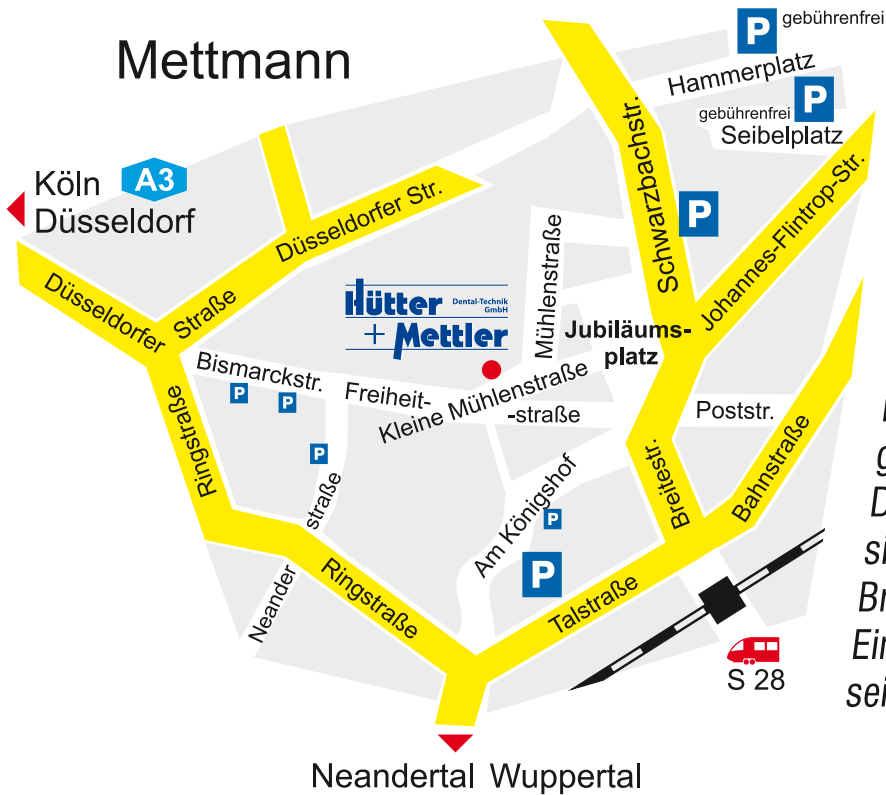 Mettmann
P gebührenfrei
Hammerplatz
P
gebührenfrei
Seibelplatz
Köln A3
Düsseldorf
Düsseldorfer Str.
Schwarzbachstr.
P
Johannes-Flintrop-Str.
Düsseldorfer
Straße
Hütter Dental-Technik
GmbH
+ Mettler
Mühlenstraße
Jubiläums-
platz
Bismarckstr.
P
P
Freiheit-
Kleine Mühlenstraße
-straße
Poststr.
Ringstraße
P
straße
Neander
Am Königshof
P
P
Breitestr.
Bahnstraße
Ringstraße
Talstraße
S 28
Neandertal Wuppertal